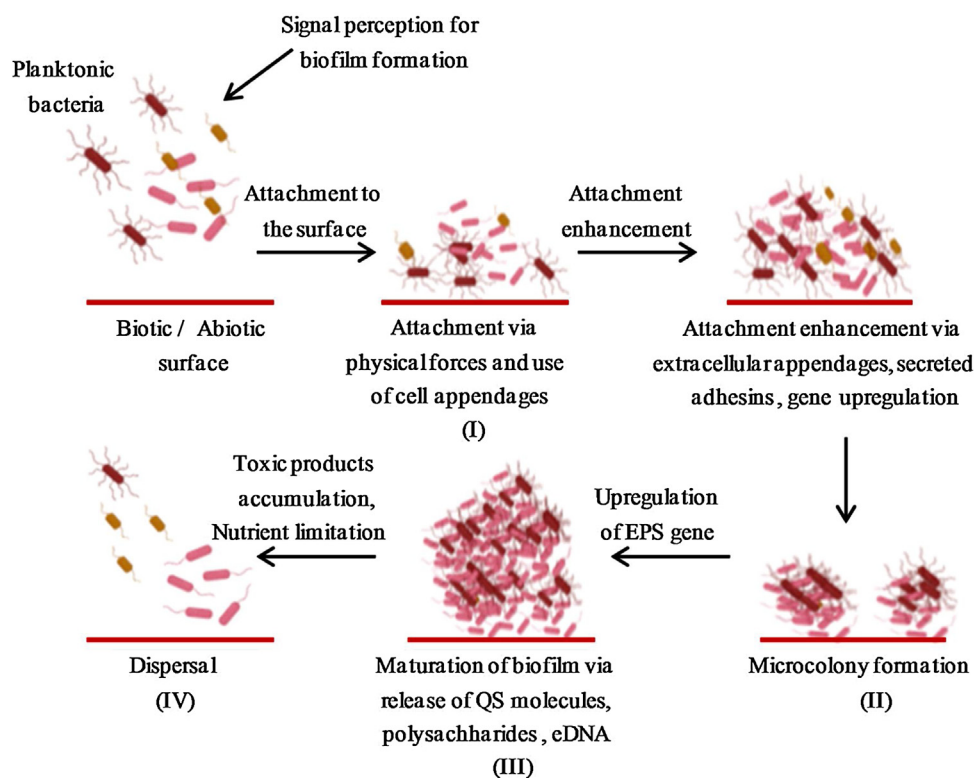 Signal perception for
biofilm formation
Planktonic
bacteria
Attachment to
the surface
Attachment
enhancement
Biotic / Abiotic
surface
Attachment via
physical forces and use
of cell appendages
(I)
Attachment enhancement via
extracellular appendages, secreted
adhesins, gene upregulation
Toxic products
accumulation,
Nutrient limitation
Upregulation
of EPS gene
Dispersal
(IV)
Maturation of biofilm via
release of QS molecules,
polysachharides, eDNA
(III)
Microcolony formation
(II)